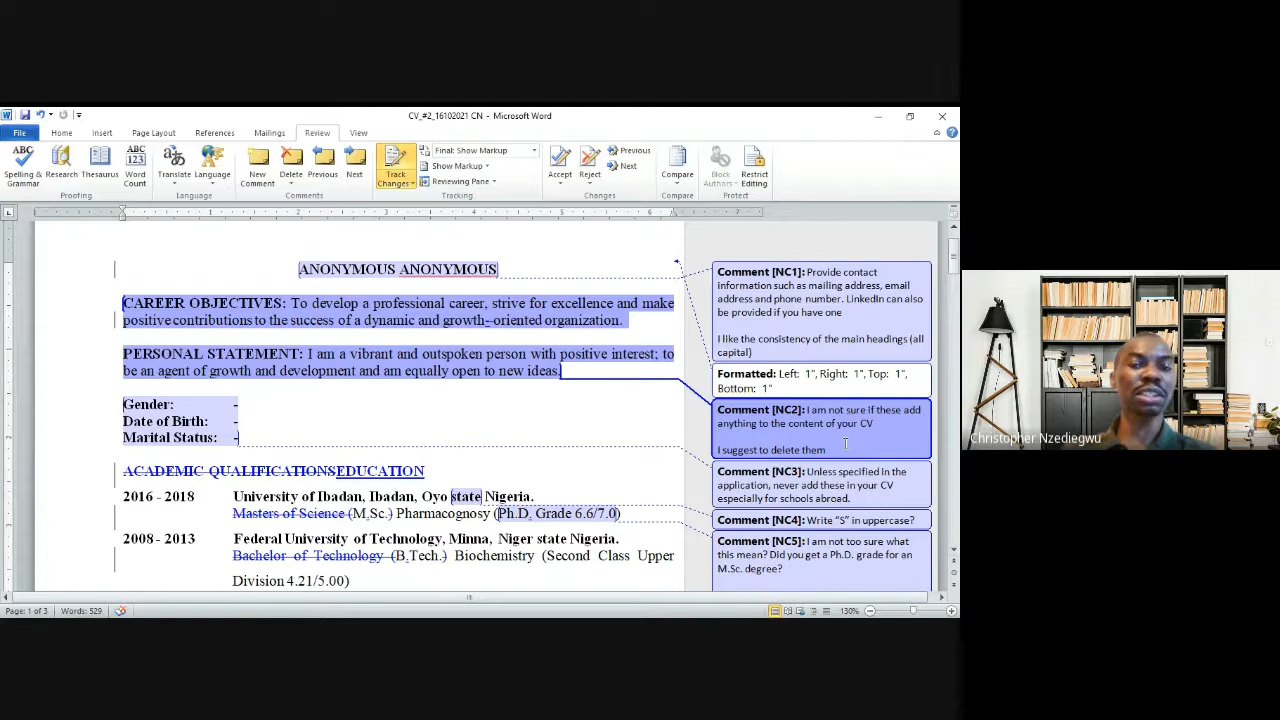 CV_#2_16102021 CN - Microsoft Word
File Home Insert Page Layout References Mailings Review View
Spelling & Grammar Research Thesaurus Word Count Translate Language New Comment Delete Previous Next Track Changes Final: Show Markup Show Markup Reviewing Pane Accept Reject Previous Next Compare Block Authors Restrict Editing
Proofing Language Comments Tracking Changes Compare Protect
1 2 3 4 5 6 7
ANONYMOUS ANONYMOUS
CAREER OBJECTIVES: To develop a professional career, strive for excellence and make
positive contributions to the success of a dynamic and growth--oriented organization.
PERSONAL STATEMENT: I am a vibrant and outspoken person with positive interest; to
be an agent of growth and development and am equally open to new ideas.
Gender: -
Date of Birth: -
Marital Status: -
ACADEMIC QUALIFICATIONSEDUCATION
2016 - 2018 University of Ibadan, Ibadan, Oyo state Nigeria.
Masters of Science (M.Sc.) Pharmacognosy (Ph.D. Grade 6.6/7.0)
2008 - 2013 Federal University of Technology, Minna, Niger state Nigeria.
Bachelor of Technology (B.Tech.) Biochemistry (Second Class Upper
Division 4.21/5.00)
Comment [NC1]: Provide contact
information such as mailing address, email
address and phone number. LinkedIn can also
be provided if you have one
I like the consistency of the main headings (all
capital)
Formatted: Left: 1", Right: 1", Top: 1",
Bottom: 1"
Comment [NC2]: I am not sure if these add
anything to the content of your CV
I suggest to delete them
Comment [NC3]: Unless specified in the
application, never add these in your CV
especially for schools abroad.
Comment [NC4]: Write “S” in uppercase?
Comment [NC5]: I am not too sure what
this mean? Did you get a Ph.D. grade for an
M.Sc. degree?
Page: 1 of 3 Words: 529 130%
Christopher Nzediegwu